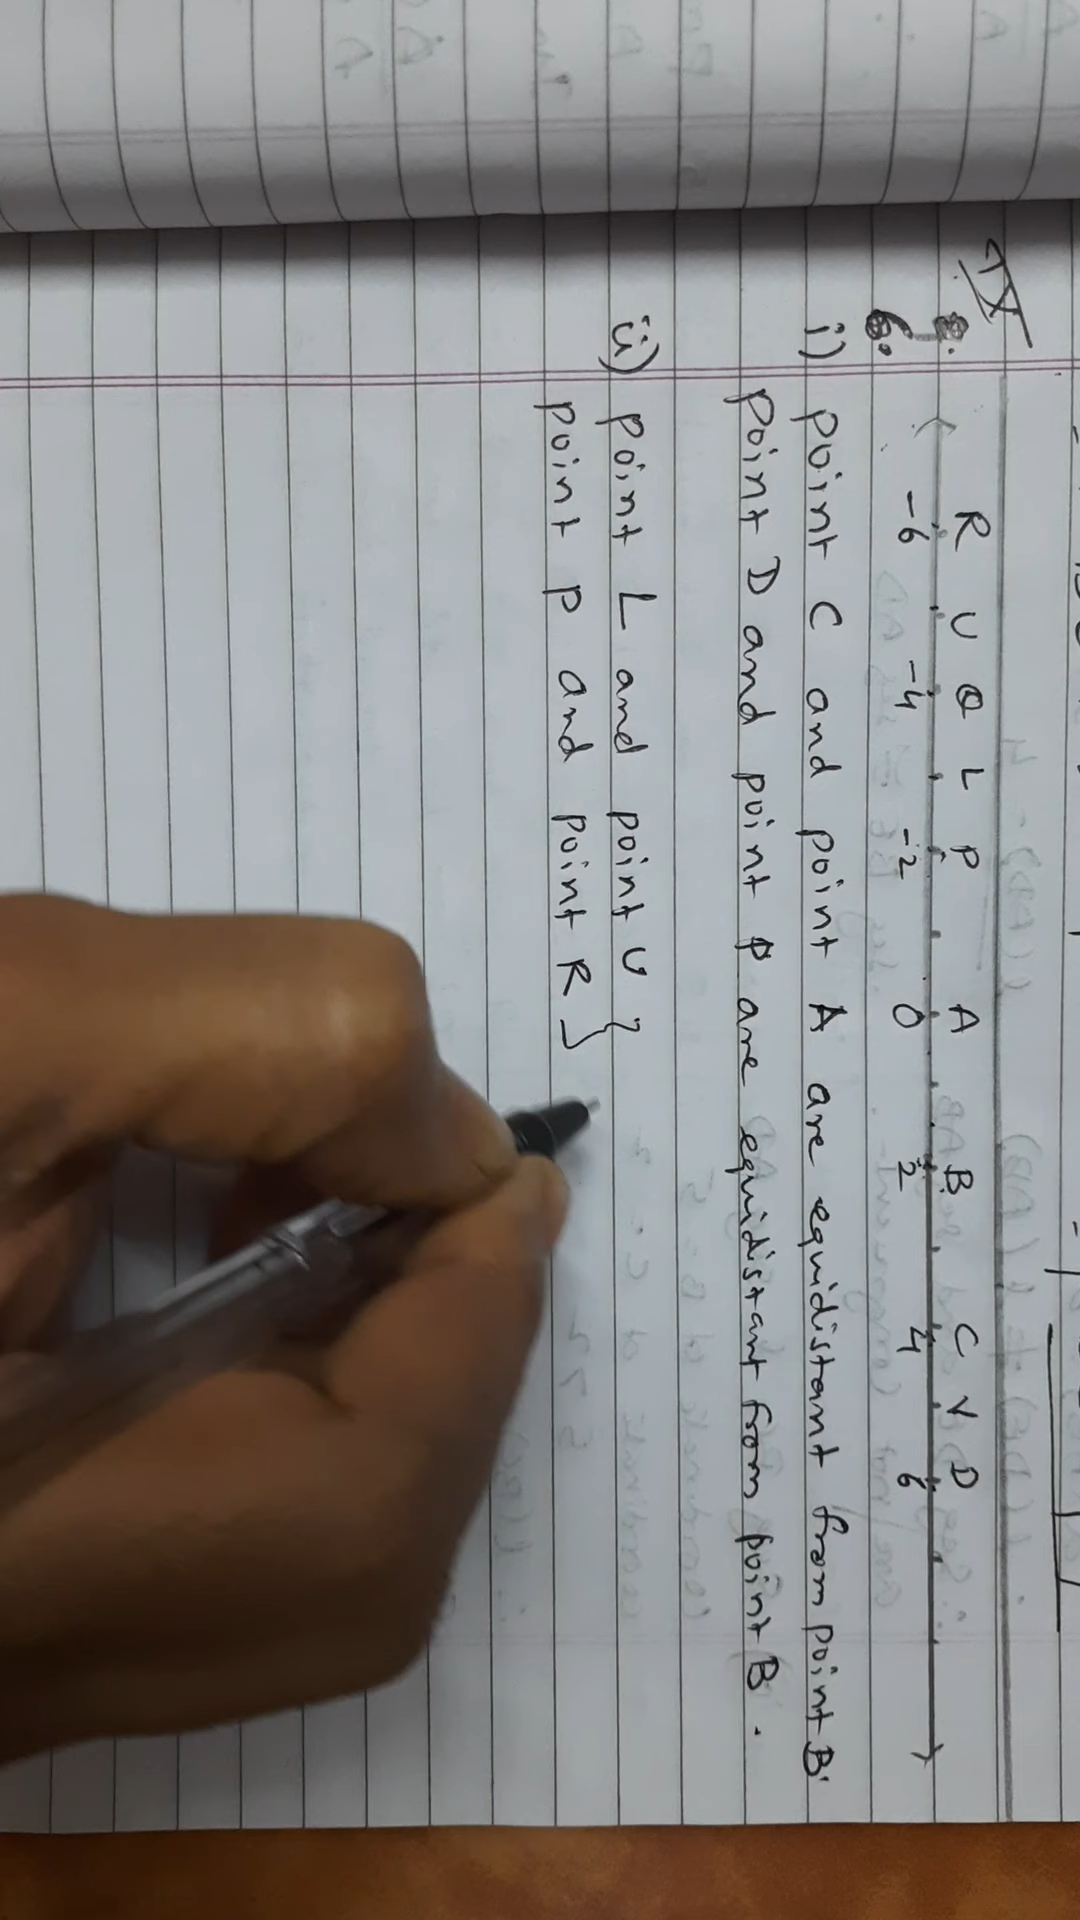 IX
6.
R U Q L P A B C V D
-6 -4 -2 0 2 4 6
i) point C and point A are equidistant from point B.
point D and point P are equidistant from point B.
ii) point L and point U }
point P and point R }